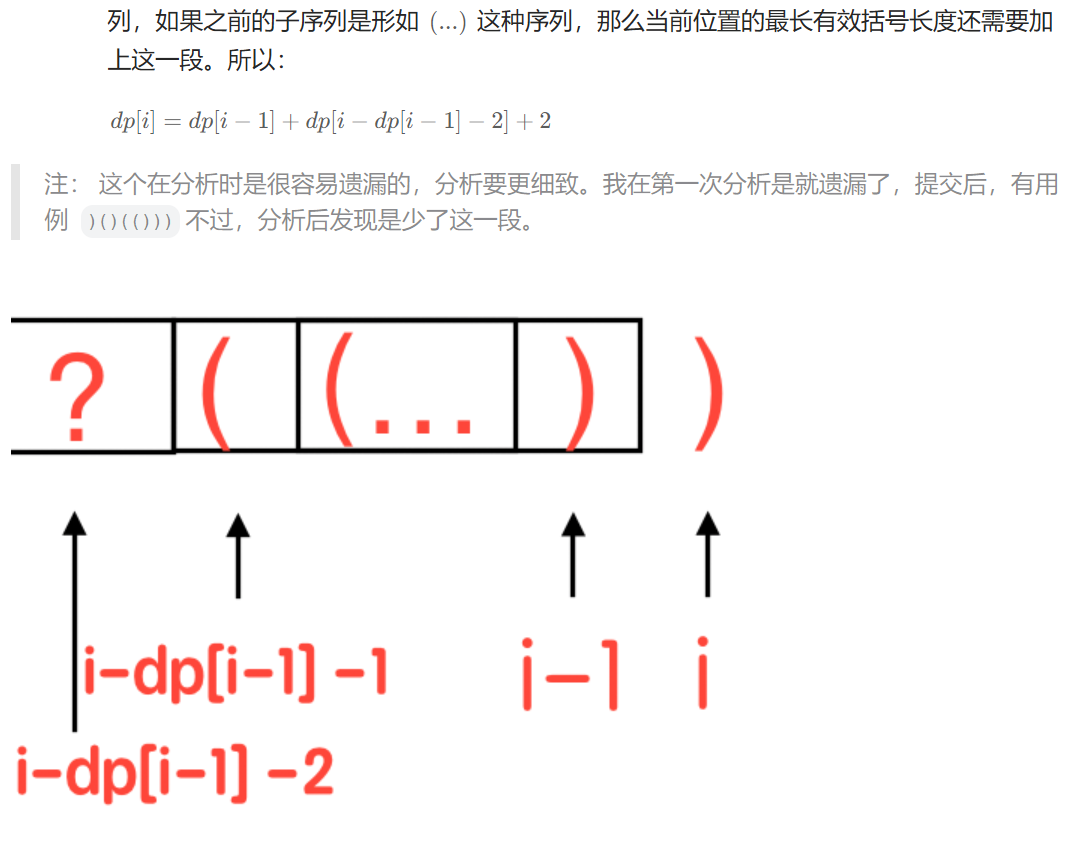 列，如果之前的子序列是形如 (...) 这种序列，那么当前位置的最长有效括号长度还需要加
上这一段。所以：
dp[i] = dp[i − 1] + dp[i − dp[i − 1] − 2] + 2
注： 这个在分析时是很容易遗漏的，分析要更细致。我在第一次分析是就遗漏了，提交后，有用
例 )()(())) 不过，分析后发现是少了这一段。
? ( (... ) )
i-dp[i-1] -1 i-1 i
i-dp[i-1] -2